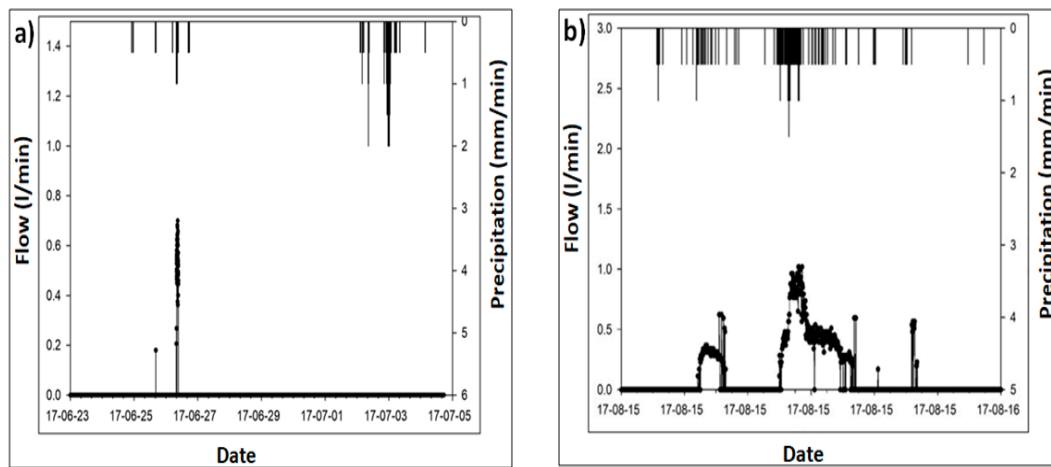 a)
Flow (l/min)
1.4
1.2
1.0
0.8
0.6
0.4
0.2
0.0
0
1
2
3
4
5
6
Precipitation (mm/min)
17-06-23 17-06-25 17-06-27 17-06-29 17-07-01 17-07-03 17-07-05
Date
b)
Flow (l/min)
3.0
2.5
2.0
1.5
1.0
0.5
0.0
0
1
2
3
4
5
Precipitation (mm/min)
17-08-15 17-08-15 17-08-15 17-08-15 17-08-15 17-08-15 17-08-16
Date